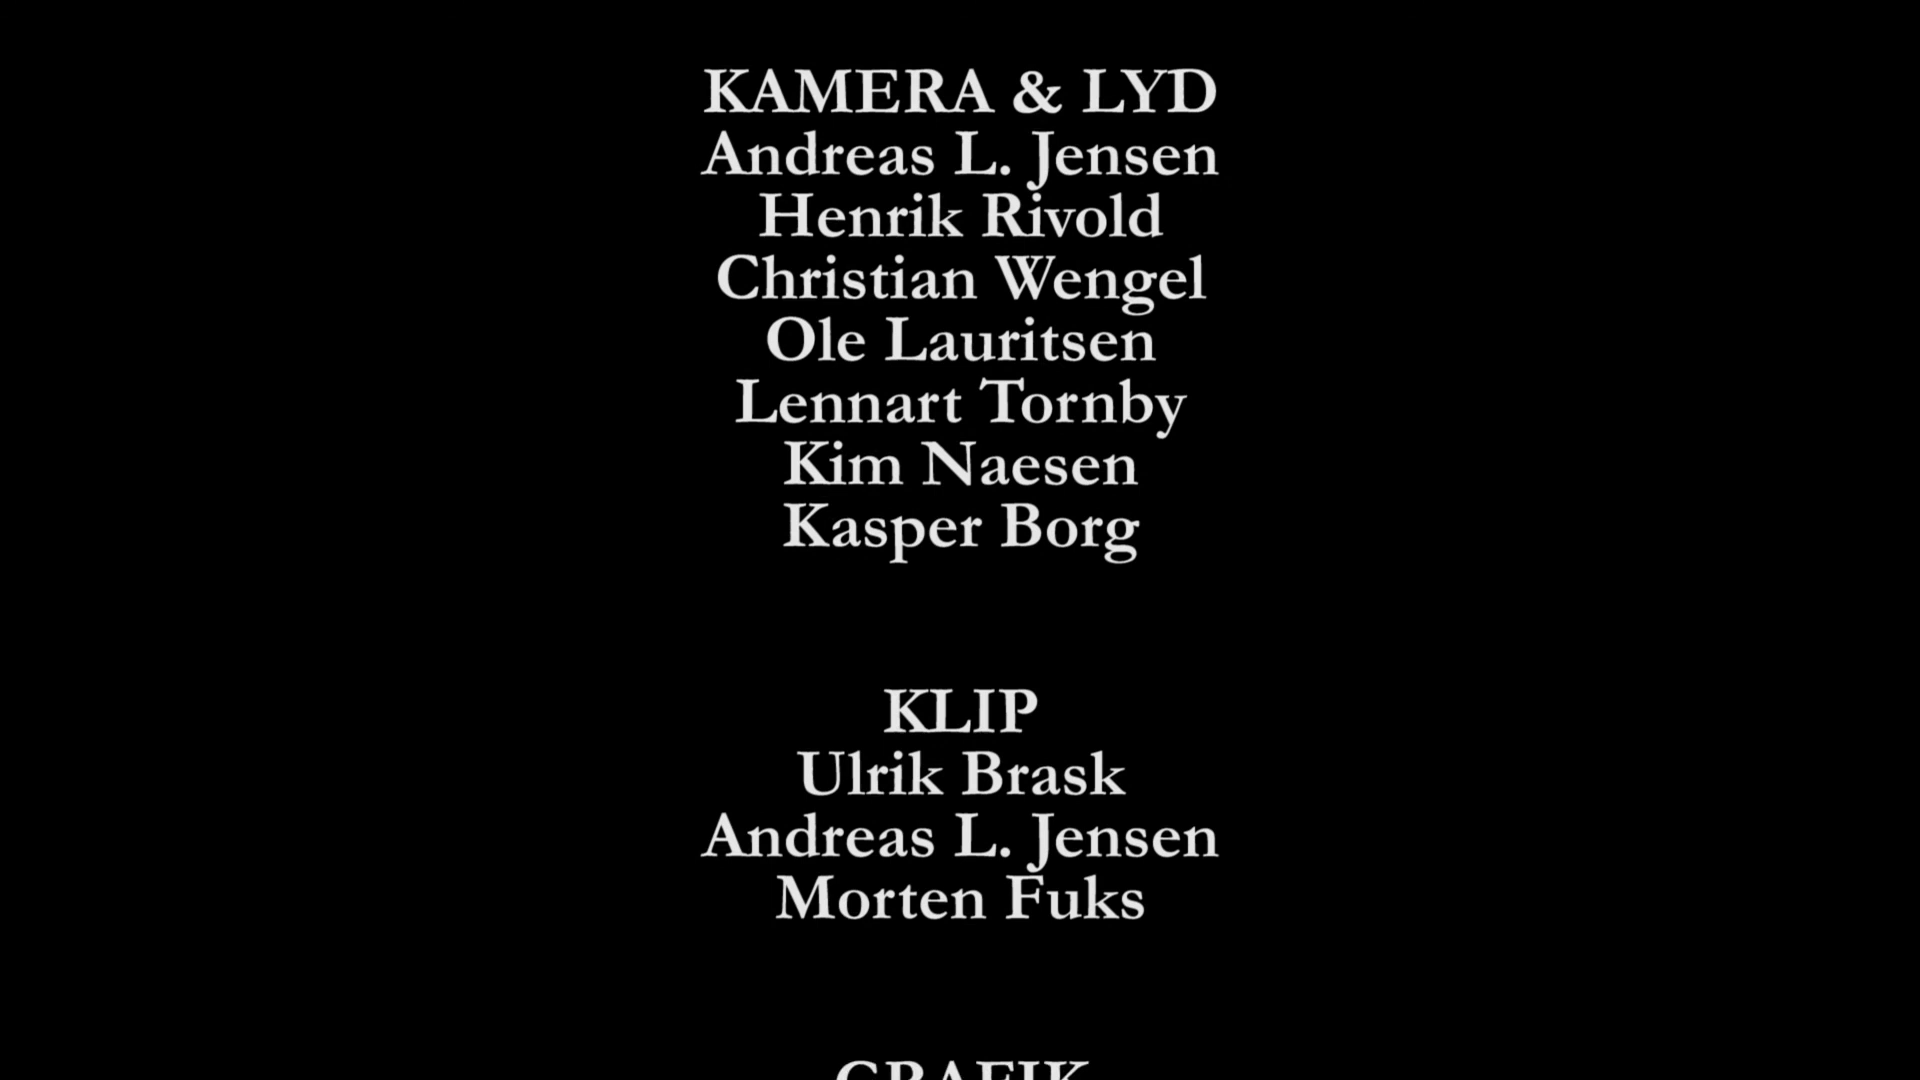 KAMERA & LYD
Andreas L. Jensen
Henrik Rivold
Christian Wengel
Ole Lauritsen
Lennart Tornby
Kim Naesen
Kasper Borg
KLIP
Ulrik Brask
Andreas L. Jensen
Morten Fuks
GRAFIK